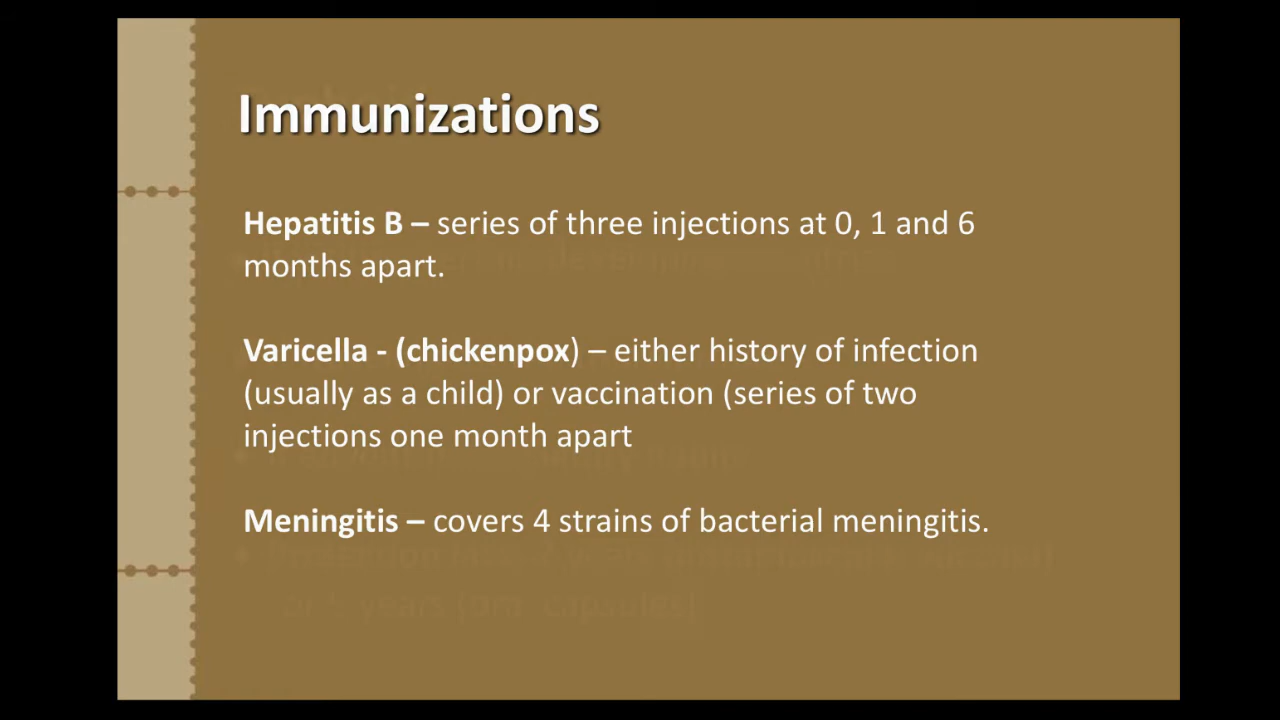 Immunizations
Hepatitis B – series of three injections at 0, 1 and 6
months apart.
Varicella - (chickenpox) – either history of infection
(usually as a child) or vaccination (series of two
injections one month apart
Meningitis – covers 4 strains of bacterial meningitis.